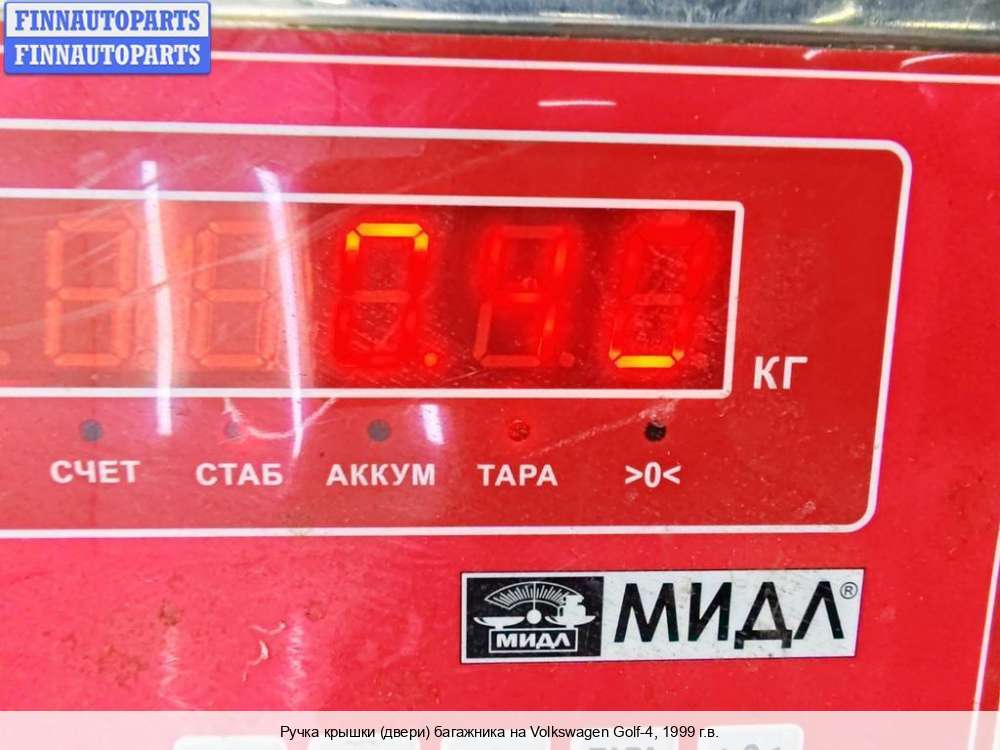 FINNAUTOPARTS
FINNAUTOPARTS
0.40
КГ
СЧЕТ СТАБ АККУМ ТАРА >0<
МИДЛ МИДЛ®
Ручка крышки (двери) багажника на Volkswagen Golf-4, 1999 г.в.